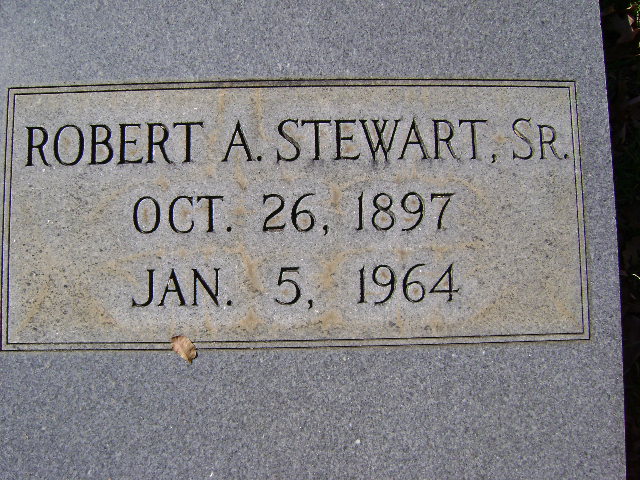 ROBERT A. STEWART, SR.
OCT. 26, 1897
JAN. 5, 1964